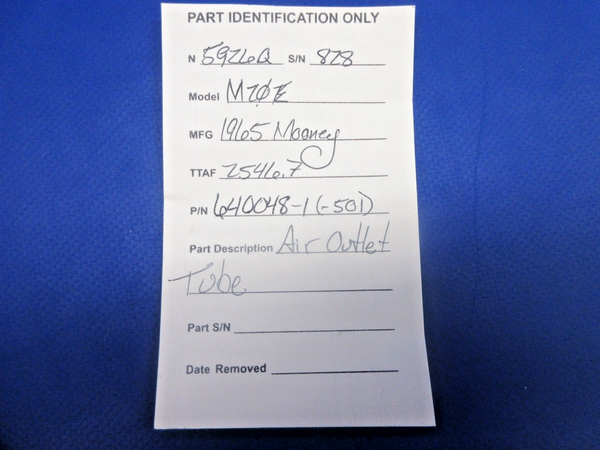 PART IDENTIFICATION ONLY
N 5926Q S/N 828
Model M20E
MFG 1965 Mooney
TTAF 2546.7
P/N 640048-1 (-501)
Part Description Air Outlet
Tube
Part S/N
Date Removed